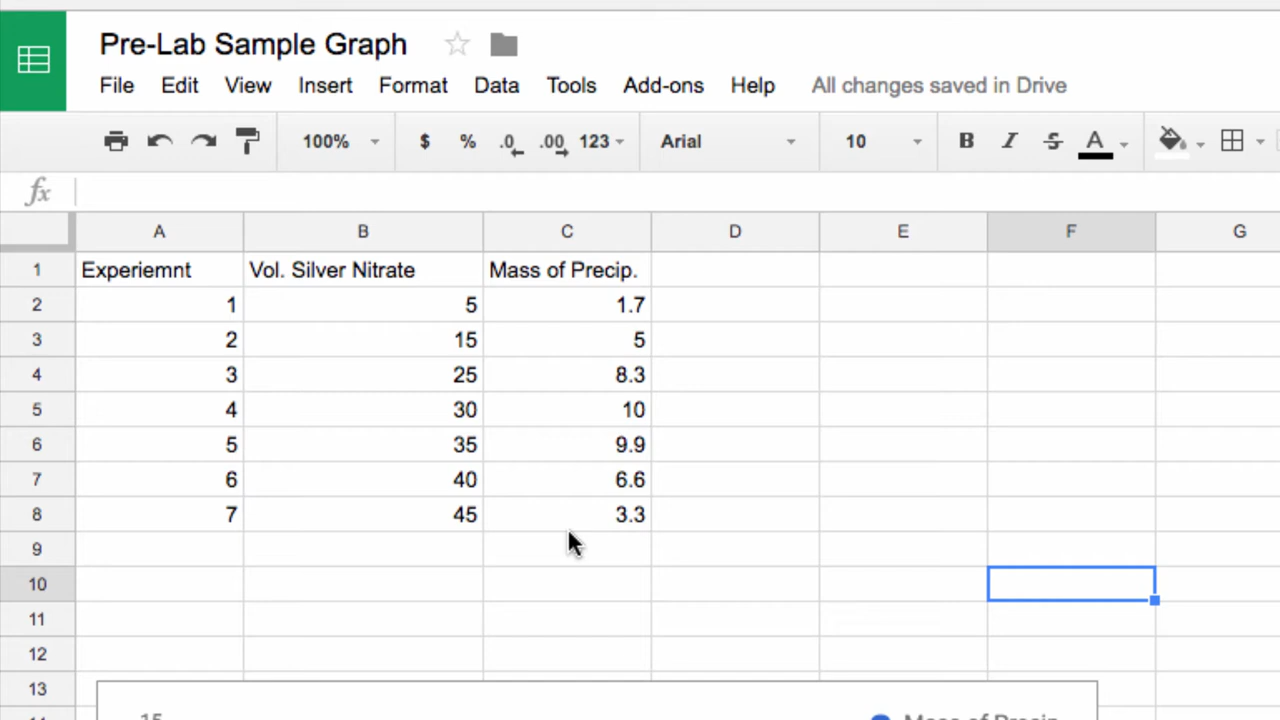 Pre-Lab Sample Graph
File Edit View Insert Format Data Tools Add-ons Help All changes saved in Drive
100% $ % .0 .00 123 Arial 10 B I S A
fx
A B C D E F G
1 Experiemnt Vol. Silver Nitrate Mass of Precip.
2 1 5 1.7
3 2 15 5
4 3 25 8.3
5 4 30 10
6 5 35 9.9
7 6 40 6.6
8 7 45 3.3
9
10
11
12
13
15 Mass of Precip